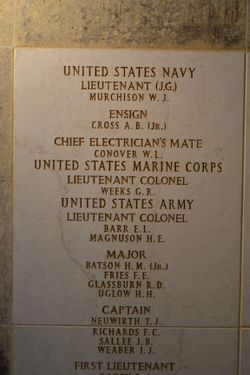 UNITED STATES NAVY
LIEUTENANT (J.G.)
MURCHISON W. J.
ENSIGN
CROSS A.B. (JR.)
CHIEF ELECTRICIAN'S MATE
CONOVER W.L.
UNITED STATES MARINE CORPS
LIEUTENANT COLONEL
WEEKS G. R.
UNITED STATES ARMY
LIEUTENANT COLONEL
BARR E.L.
MAGNUSON H.E.
MAJOR
BATSON H.M. (JR.)
FRIES F.E.
GLASSBURN R.D.
UGLOW H.H.
CAPTAIN
NEUWIRTH T.J.
RICHARDS F.C.
SALLEE J.B.
WEABER I.J.
FIRST LIEUTENANT